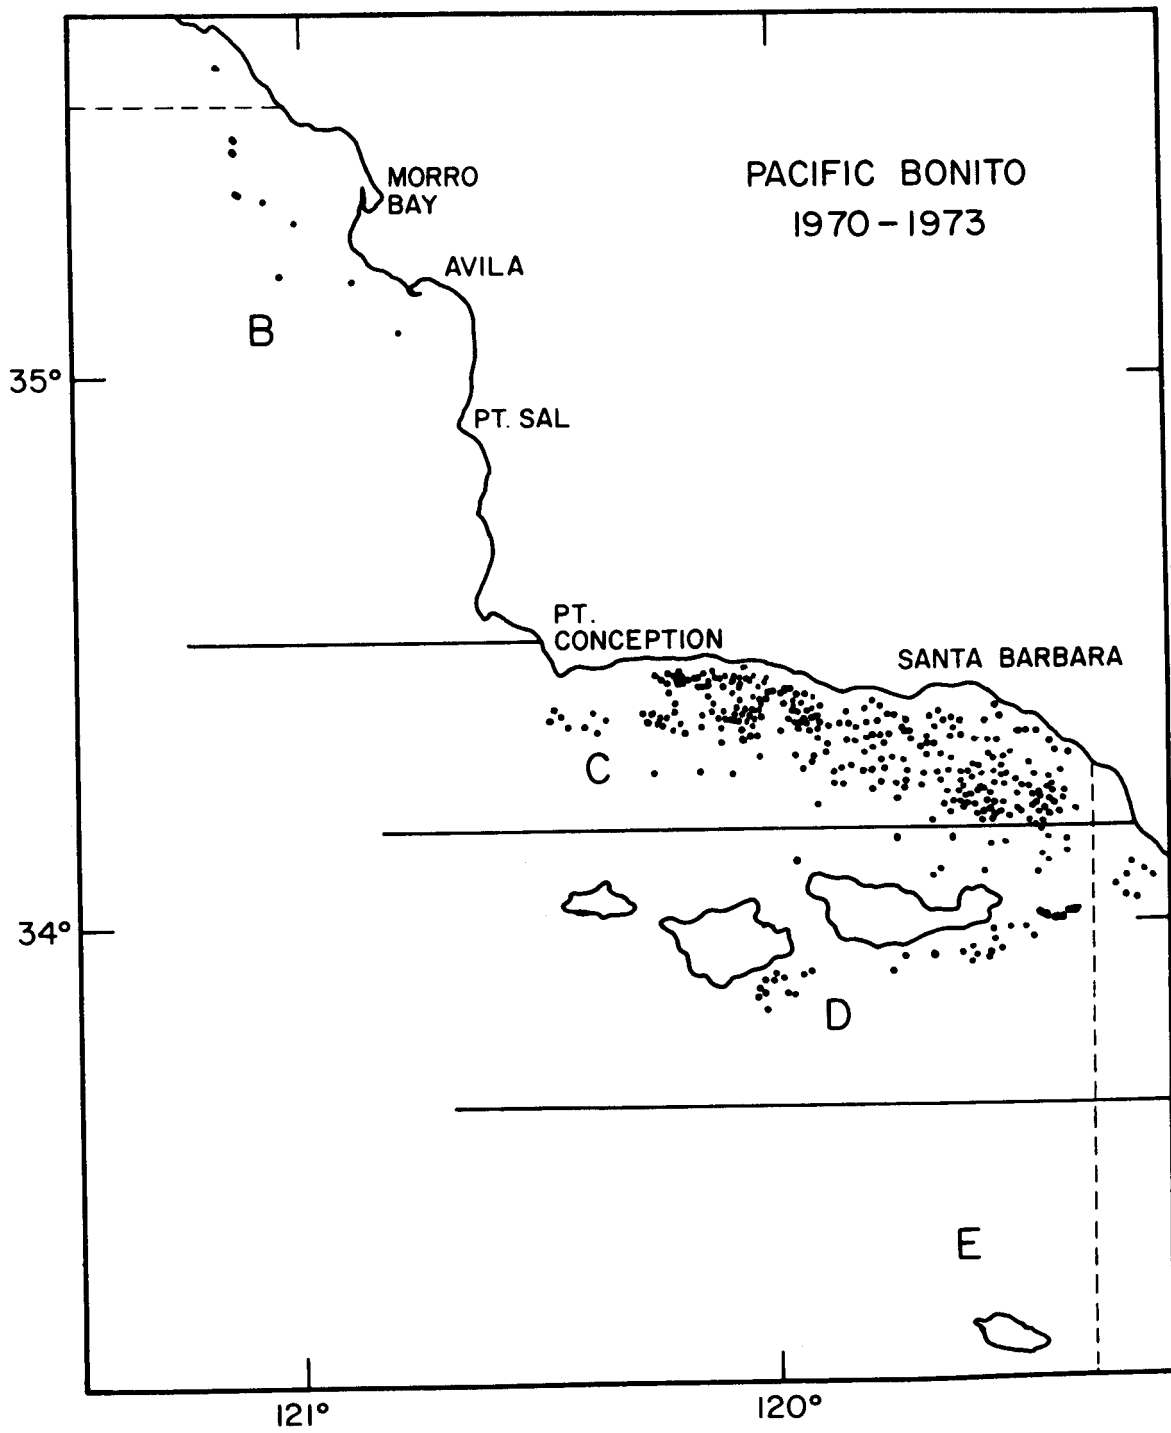 PACIFIC BONITO
1970-1973
MORRO
BAY
AVILA
B
35°
PT. SAL
PT.
CONCEPTION
SANTA BARBARA
C
34°
D
E
121°
120°